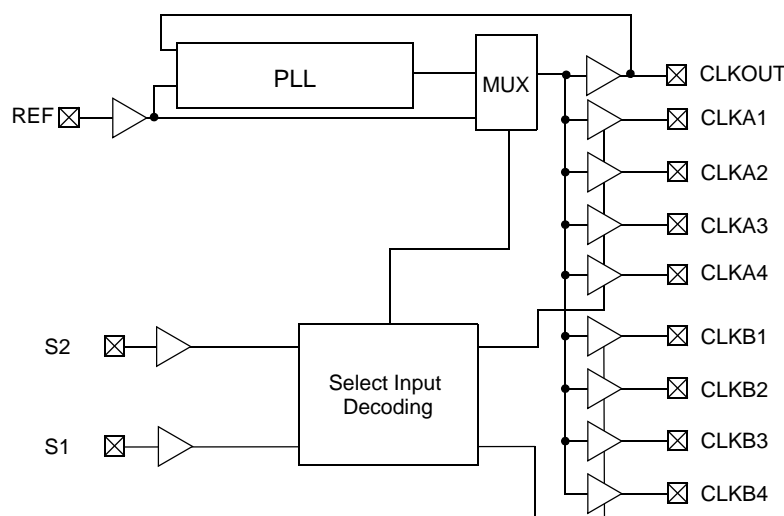 PLL
MUX
REF
CLKOUT
CLKA1
CLKA2
CLKA3
CLKA4
S2
Select Input
Decoding
S1
CLKB1
CLKB2
CLKB3
CLKB4